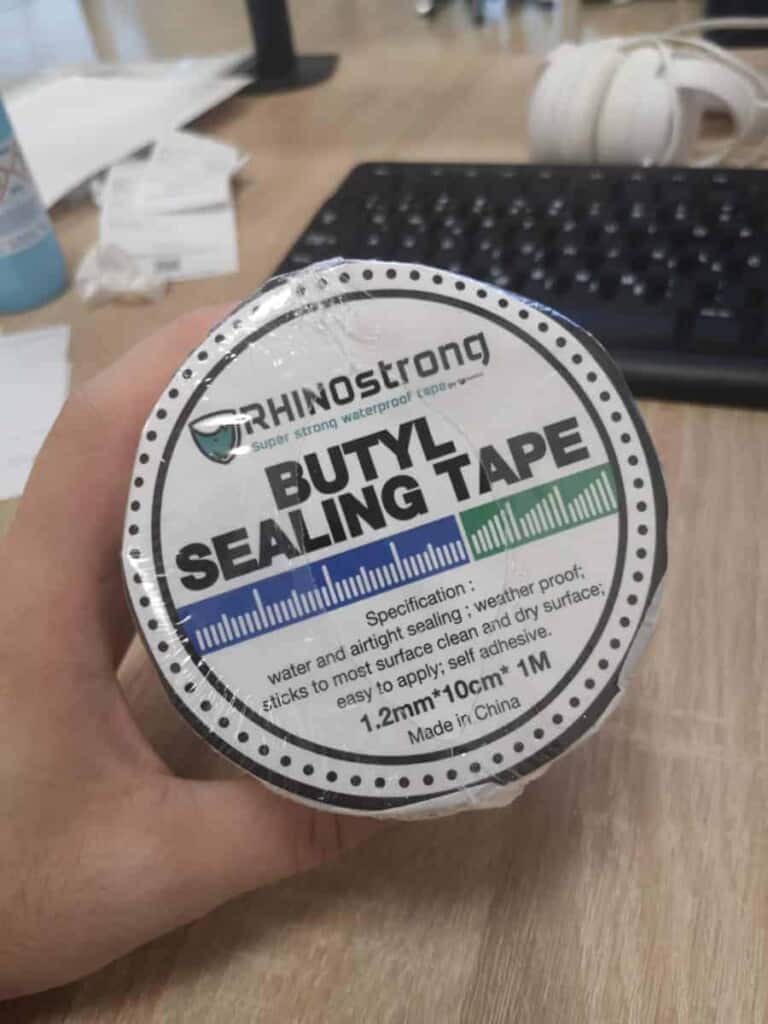 RHINOstrong
Super strong waterproof tape BY
BUTYL
SEALING TAPE
Specification :
water and airtight sealing ; weather proof;
sticks to most surface clean and dry surface;
easy to apply; self adhesive.
1.2mm*10cm* 1M
Made in China